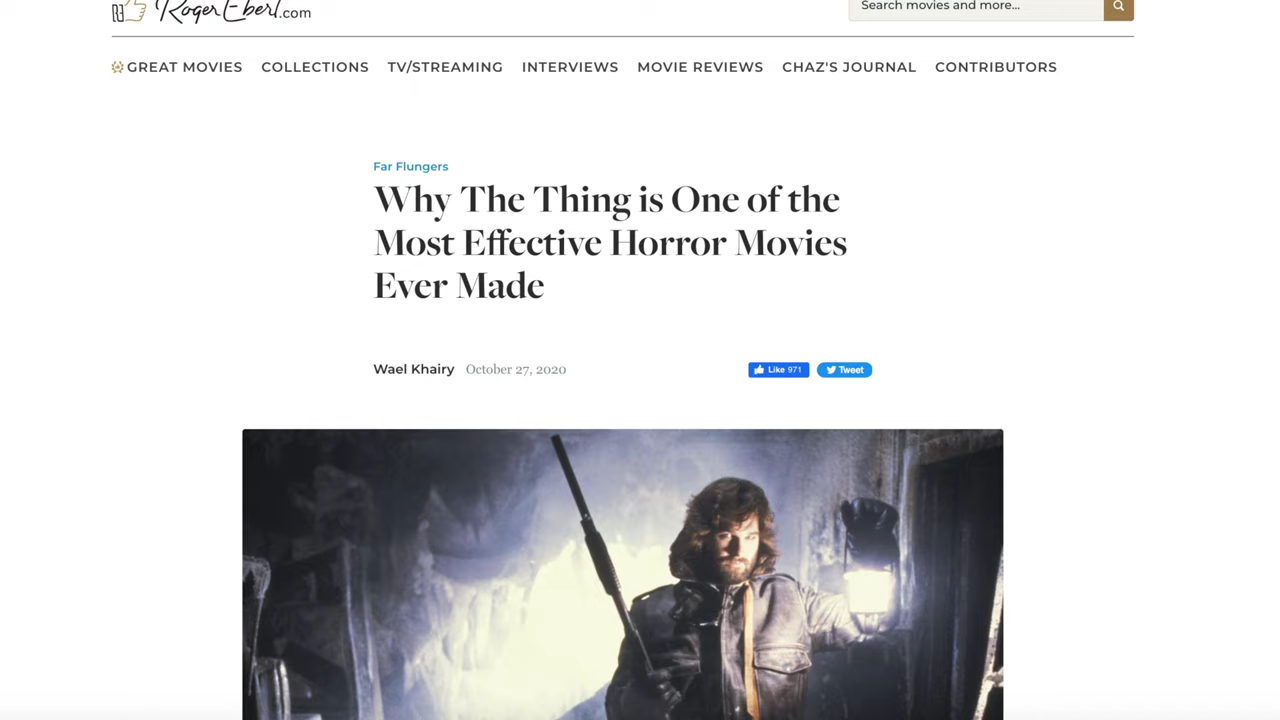 RogerEbert.com
Search movies and more...
GREAT MOVIES COLLECTIONS TV/STREAMING INTERVIEWS MOVIE REVIEWS CHAZ'S JOURNAL CONTRIBUTORS
Far Flungers
Why The Thing is One of the
Most Effective Horror Movies
Ever Made
Wael Khairy October 27, 2020
Like 971 Tweet